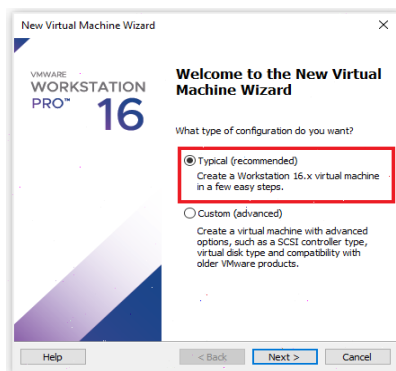 New Virtual Machine Wizard
VMWARE
WORKSTATION
PRO™ 16
Welcome to the New Virtual
Machine Wizard
What type of configuration do you want?
Typical (recommended)
Create a Workstation 16.x virtual machine
in a few easy steps.
Custom (advanced)
Create a virtual machine with advanced
options, such as a SCSI controller type,
virtual disk type and compatibility with
older VMware products.
Help < Back Next > Cancel